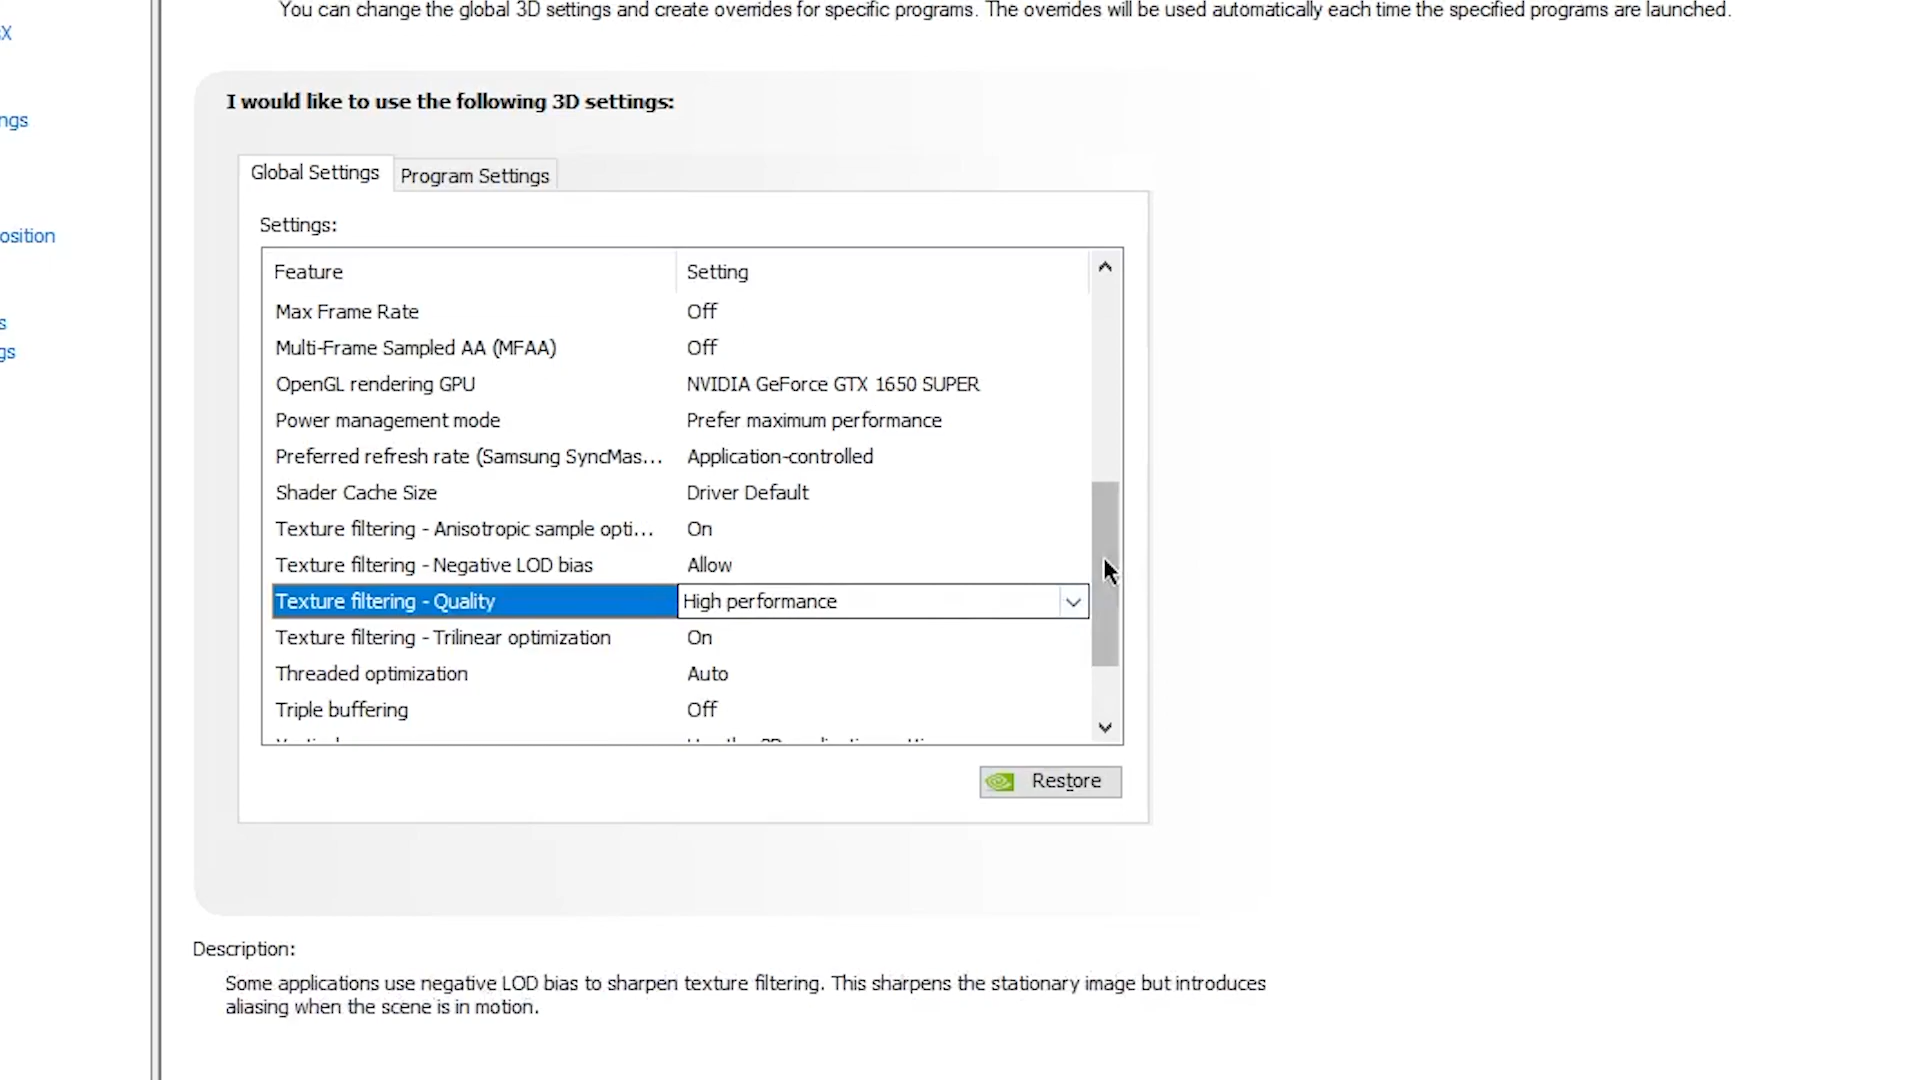 You can change the global 3D settings and create overrides for specific programs. The overrides will be used automatically each time the specified programs are launched.
X
ngs
osition
s
gs
I would like to use the following 3D settings:
Global Settings
Program Settings
Settings:
Feature Setting
Max Frame Rate Off
Multi-Frame Sampled AA (MFAA) Off
OpenGL rendering GPU NVIDIA GeForce GTX 1650 SUPER
Power management mode Prefer maximum performance
Preferred refresh rate (Samsung SyncMas... Application-controlled
Shader Cache Size Driver Default
Texture filtering - Anisotropic sample opti... On
Texture filtering - Negative LOD bias Allow
Texture filtering - Quality High performance
Texture filtering - Trilinear optimization On
Threaded optimization Auto
Triple buffering Off
Restore
Description:
Some applications use negative LOD bias to sharpen texture filtering. This sharpens the stationary image but introduces
aliasing when the scene is in motion.